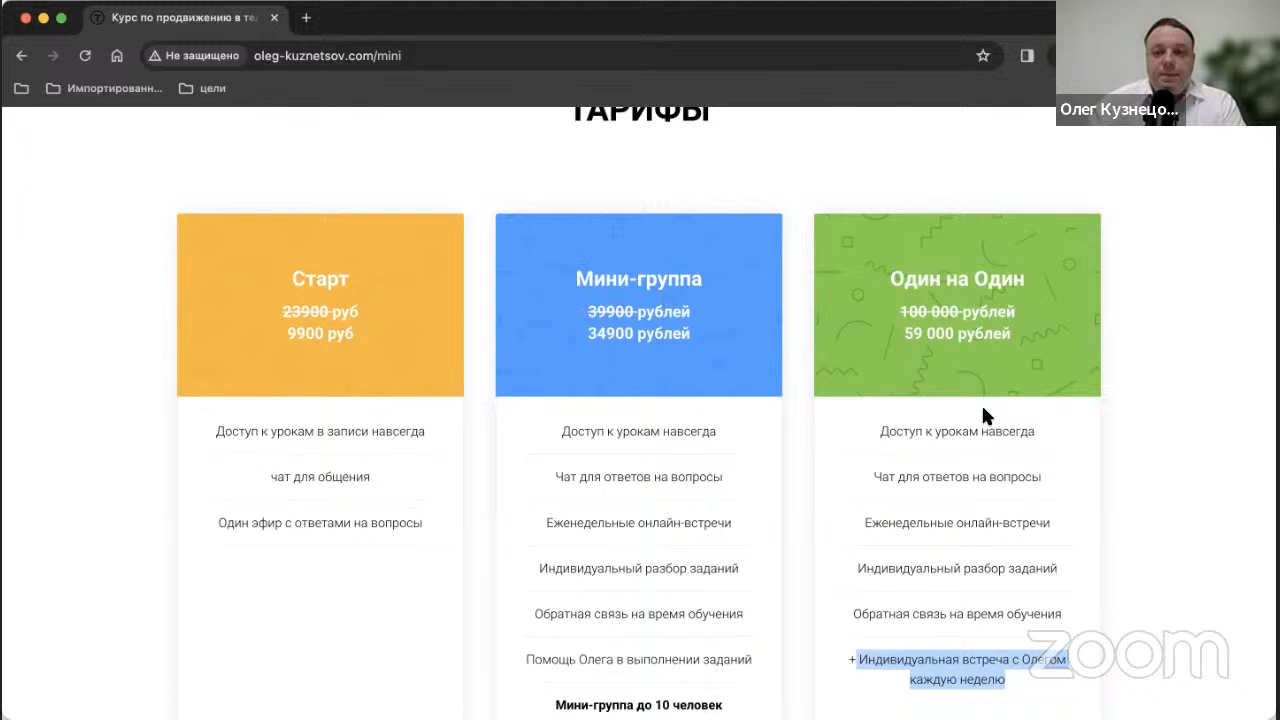 Курс по продвижению в те
Не защищено
oleg-kuznetsov.com/mini
Импортированн...
цели
Олег Кузнецо...
ТАРИФЫ
Старт
23900 руб
9900 руб
Доступ к урокам в записи навсегда
чат для общения
Один эфир с ответами на вопросы
Мини-группа
39900 рублей
34900 рублей
Доступ к урокам навсегда
Чат для ответов на вопросы
Еженедельные онлайн-встречи
Индивидуальный разбор заданий
Обратная связь на время обучения
Помощь Олега в выполнении заданий
Мини-группа до 10 человек
Один на Один
100 000 рублей
59 000 рублей
Доступ к урокам навсегда
Чат для ответов на вопросы
Еженедельные онлайн-встречи
Индивидуальный разбор заданий
Обратная связь на время обучения
+ Индивидуальная встреча с Олегом
каждую неделю
zoom